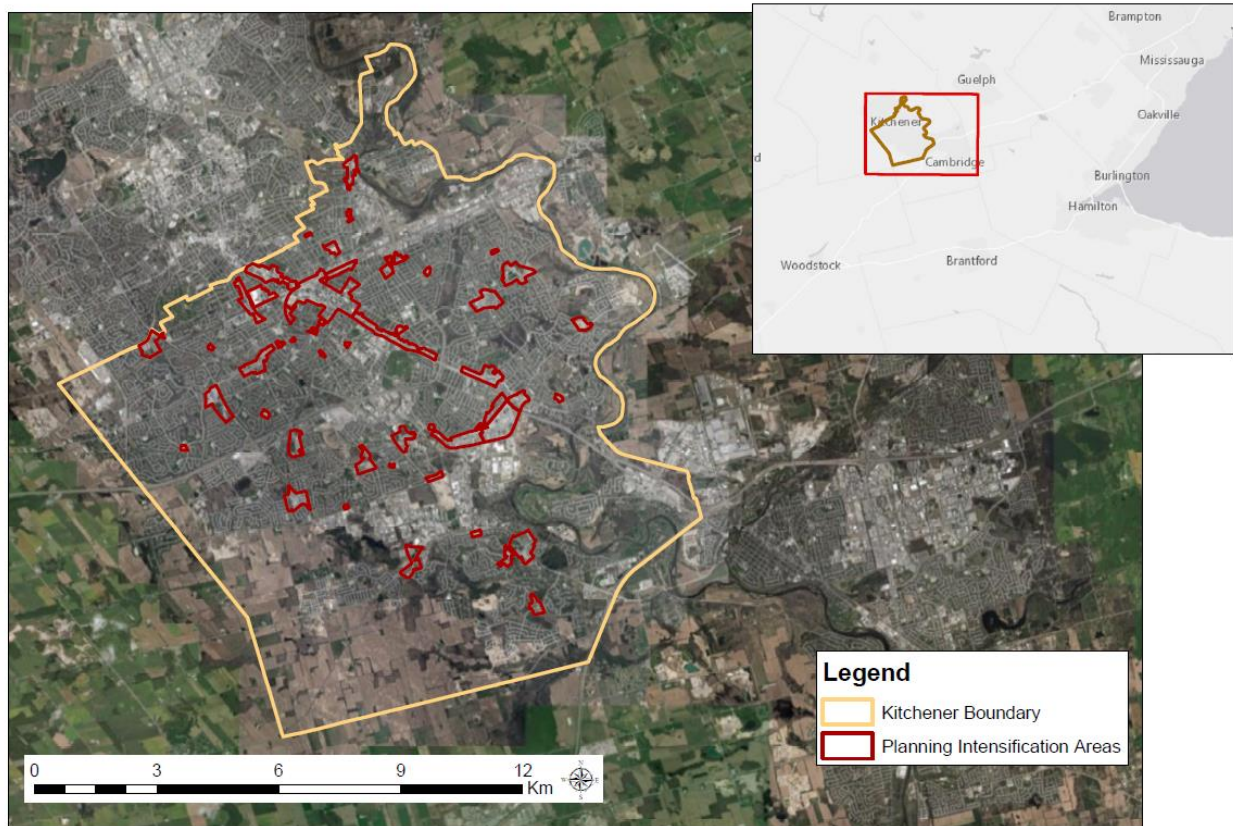 Brampton
Mississauga
Guelph
Oakville
Kitchener
rd
Cambridge
Burlington
Hamilton
Woodstock
Brantford
Legend
Kitchener Boundary
Planning Intensification Areas
0 3 6 9 12
Km
N
W E
S